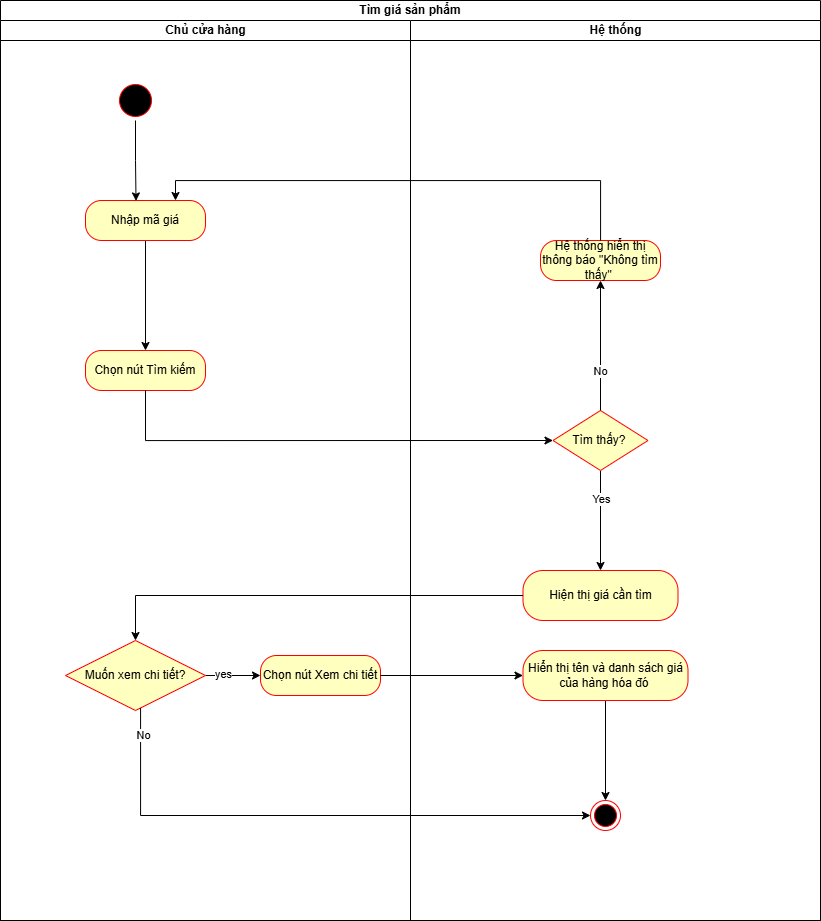 Tìm giá sản phẩm
Chủ cửa hàng
Hệ thống
Nhập mã giá
Hệ thống hiển thị
thông báo "Không tìm
thấy"
Chọn nút Tìm kiếm
No
Tìm thấy?
Yes
Hiện thị giá cần tìm
Muốn xem chi tiết?
yes
Chọn nút Xem chi tiết
Hiển thị tên và danh sách giá
của hàng hóa đó
No